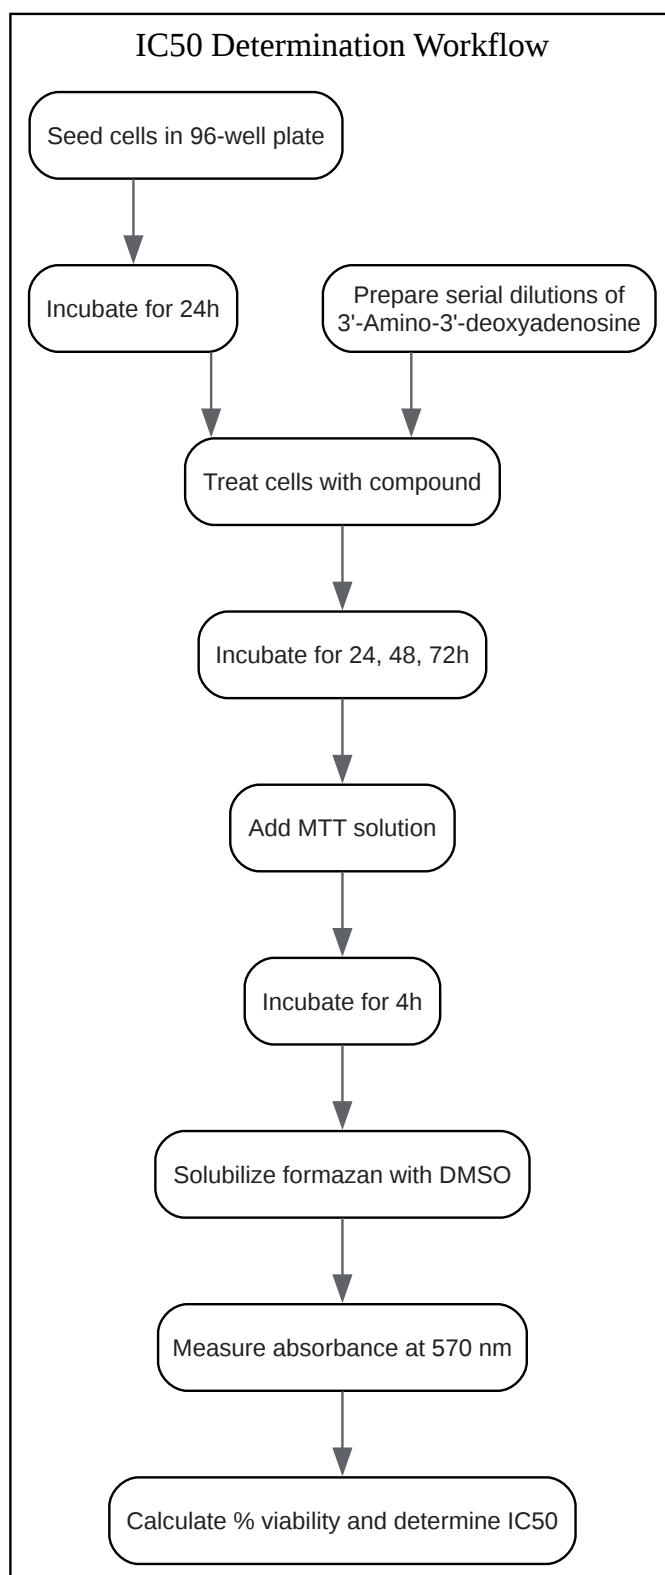 IC50 Determination Workflow
Seed cells in 96-well plate
Incubate for 24h
Prepare serial dilutions of
3'-Amino-3'-deoxyadenosine
Treat cells with compound
Incubate for 24, 48, 72h
Add MTT solution
Incubate for 4h
Solubilize formazan with DMSO
Measure absorbance at 570 nm
Calculate % viability and determine IC50